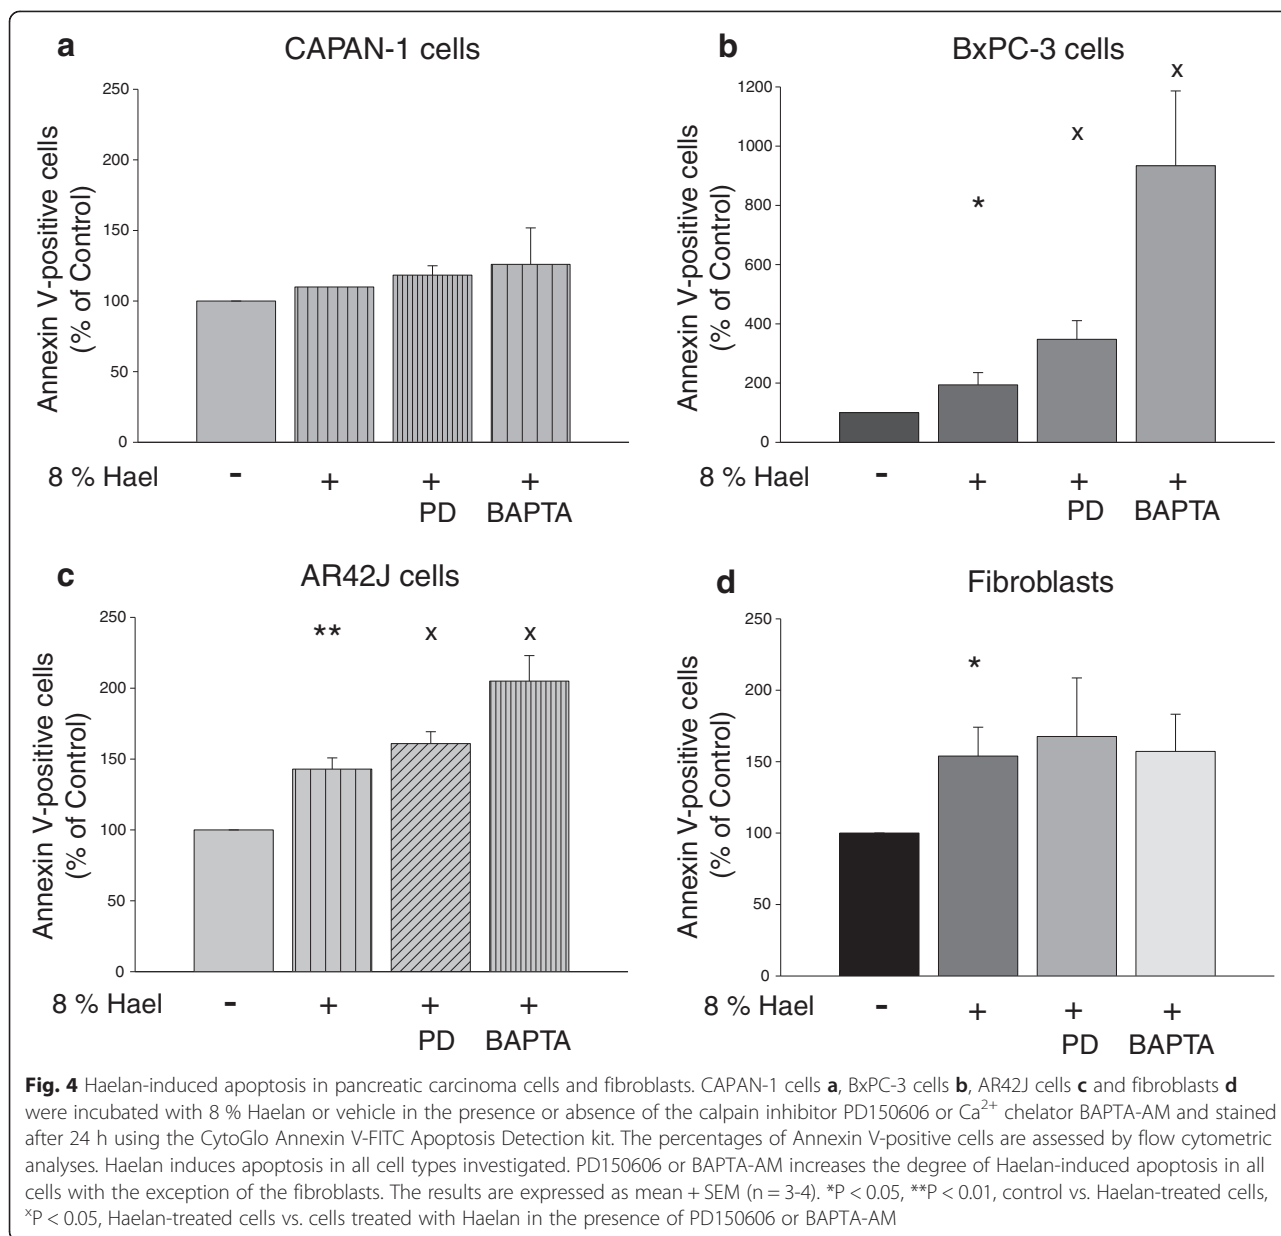 a
CAPAN-1 cells
Annexin V-positive cells
(% of Control)
250
200
150
100
50
0
8 % Hael - + + +
PD BAPTA
b
BxPC-3 cells
Annexin V-positive cells
(% of Control)
1200
1000
800
600
400
200
0
* x x
8 % Hael - + + +
PD BAPTA
c
AR42J cells
Annexin V-positive cells
(% of Control)
250
200
150
100
50
0
** x x
8 % Hael - + + +
PD BAPTA
d
Fibroblasts
Annexin V-positive cells
(% of Control)
250
200
150
100
50
0
*
8 % Hael - + + +
PD BAPTA
Fig. 4 Haelan-induced apoptosis in pancreatic carcinoma cells and fibroblasts. CAPAN-1 cells a, BxPC-3 cells b, AR42J cells c and fibroblasts d
were incubated with 8 % Haelan or vehicle in the presence or absence of the calpain inhibitor PD150606 or Ca²⁺ chelator BAPTA-AM and stained
after 24 h using the CytoGlo Annexin V-FITC Apoptosis Detection kit. The percentages of Annexin V-positive cells are assessed by flow cytometric
analyses. Haelan induces apoptosis in all cell types investigated. PD150606 or BAPTA-AM increases the degree of Haelan-induced apoptosis in all
cells with the exception of the fibroblasts. The results are expressed as mean + SEM (n = 3-4). *P < 0.05, **P < 0.01, control vs. Haelan-treated cells,
ˣP < 0.05, Haelan-treated cells vs. cells treated with Haelan in the presence of PD150606 or BAPTA-AM